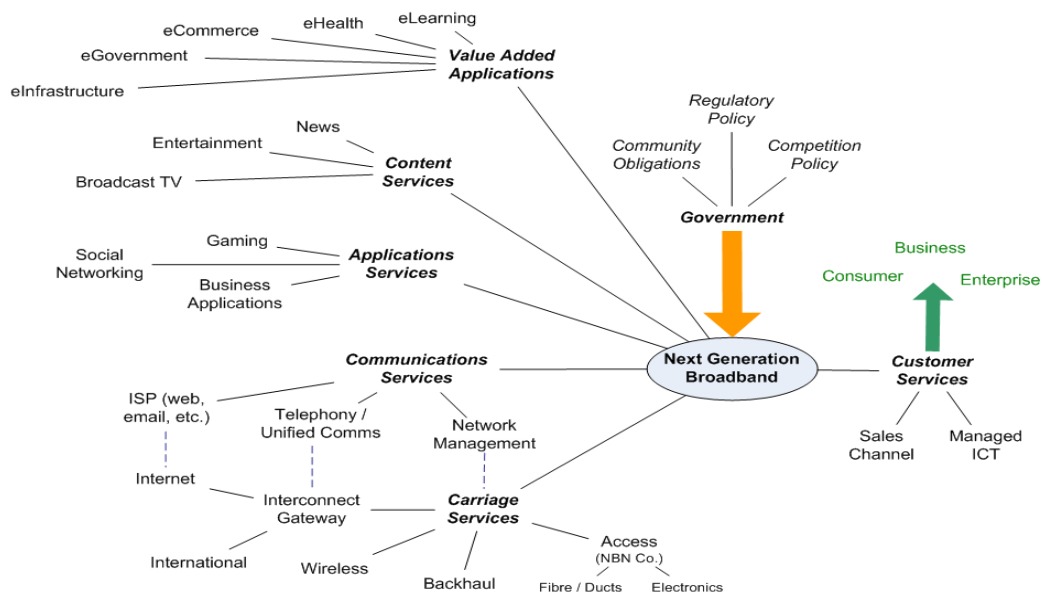 eLearning
eHealth
eCommerce
eGovernment
eInfrastructure
Value Added
Applications
News
Entertainment
Broadcast TV
Content
Services
Regulatory
Policy
Community
Obligations
Competition
Policy
Government
Gaming
Social
Networking
Business
Applications
Applications
Services
Business
Consumer
Enterprise
Next Generation
Broadband
Customer
Services
Sales
Channel
Managed
ICT
Communications
Services
ISP (web,
email, etc.)
Telephony /
Unified Comms
Network
Management
Internet
Interconnect
Gateway
International
Carriage
Services
Wireless
Backhaul
Access
(NBN Co.)
Fibre / Ducts
Electronics